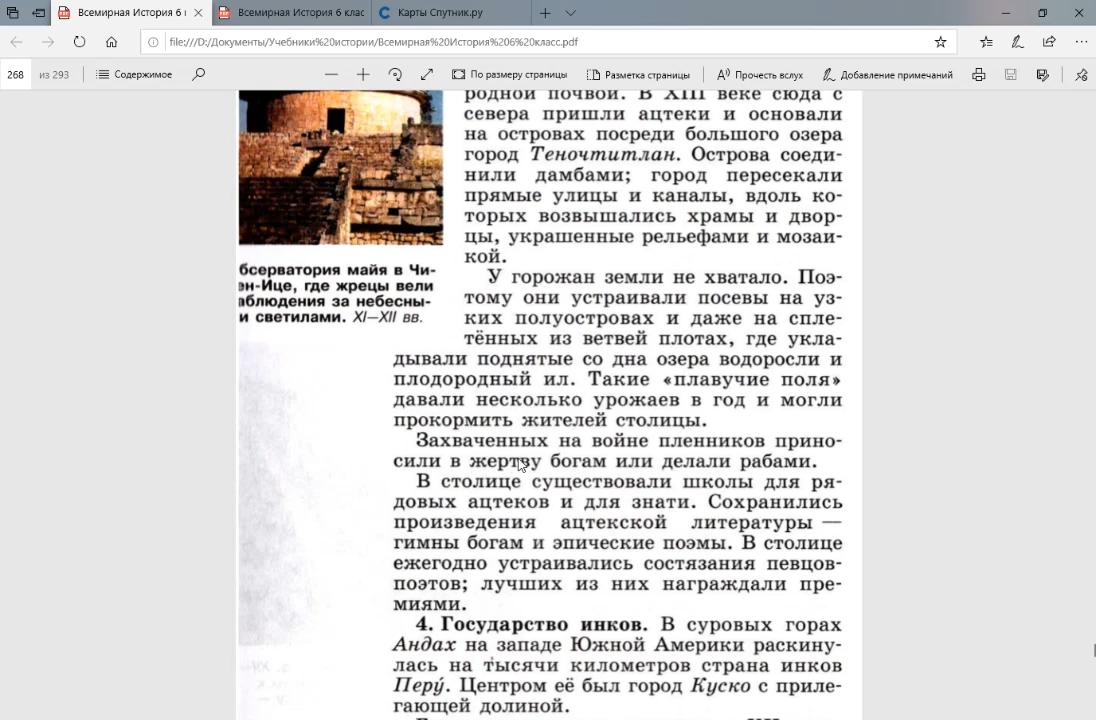 Всемирная История 6 к
Всемирная История 6 клас
Карты Спутник.ру
file:///D:/Документы/Учебники%20истории/Всемирная%20История%206%20класс.pdf
268 из 293 Содержимое По размеру страницы Разметка страницы Прочесть вслух Добавление примечаний
родной почвой. В XIII веке сюда с
севера пришли ацтеки и основали
на островах посреди большого озера
город Теночтитлан. Острова соеди-
нили дамбами; город пересекали
прямые улицы и каналы, вдоль ко-
торых возвышались храмы и двор-
цы, украшенные рельефами и мозаи-
кой.
бсерватория майя в Чи-
ен-Ице, где жрецы вели
аблюдения за небесны-
и светилами. XI—XII вв.
У горожан земли не хватало. Поэ-
тому они устраивали посевы на уз-
ких полуостровах и даже на спле-
тённых из ветвей плотах, где укла-
дывали поднятые со дна озера водоросли и
плодородный ил. Такие «плавучие поля»
давали несколько урожаев в год и могли
прокормить жителей столицы.
Захваченных на войне пленников прино-
сили в жертву богам или делали рабами.
В столице существовали школы для ря-
довых ацтеков и для знати. Сохранились
произведения ацтекской литературы —
гимны богам и эпические поэмы. В столице
ежегодно устраивались состязания певцов-
поэтов; лучших из них награждали пре-
миями.
4. Государство инков. В суровых горах
Андах на западе Южной Америки раскину-
лась на тысячи километров страна инков
Перу́. Центром её был город Куско с приле-
гающей долиной.